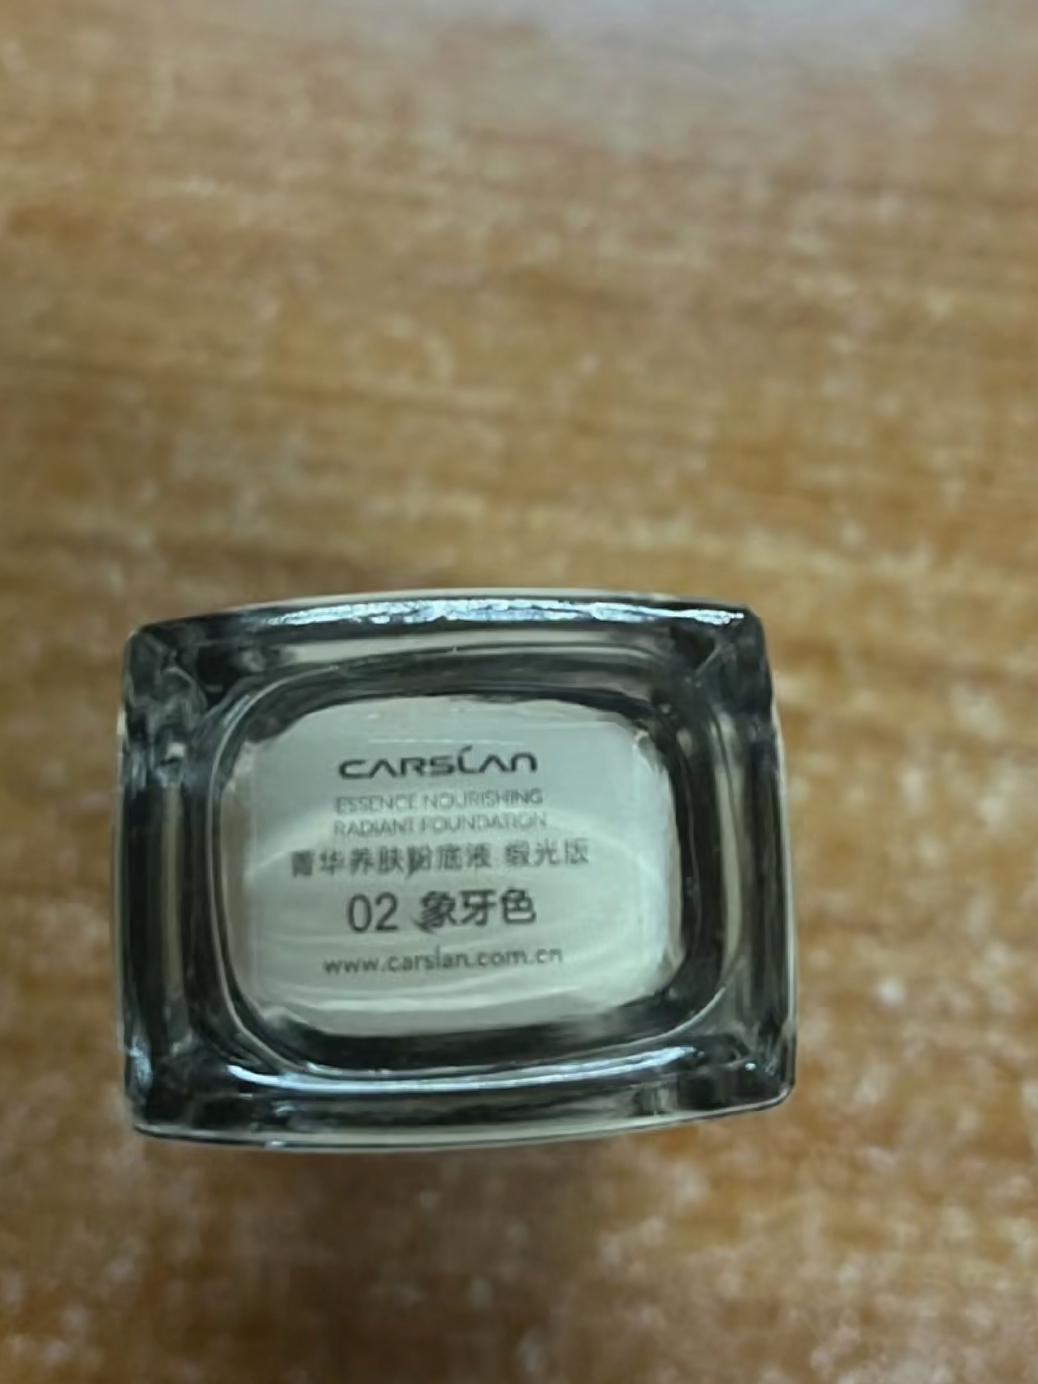 CARSLAN
ESSENCE NOURISHING
RADIANT FOUNDATION
菁华养肤粉底液 缎光版
02 象牙色
www.carslan.com.cn